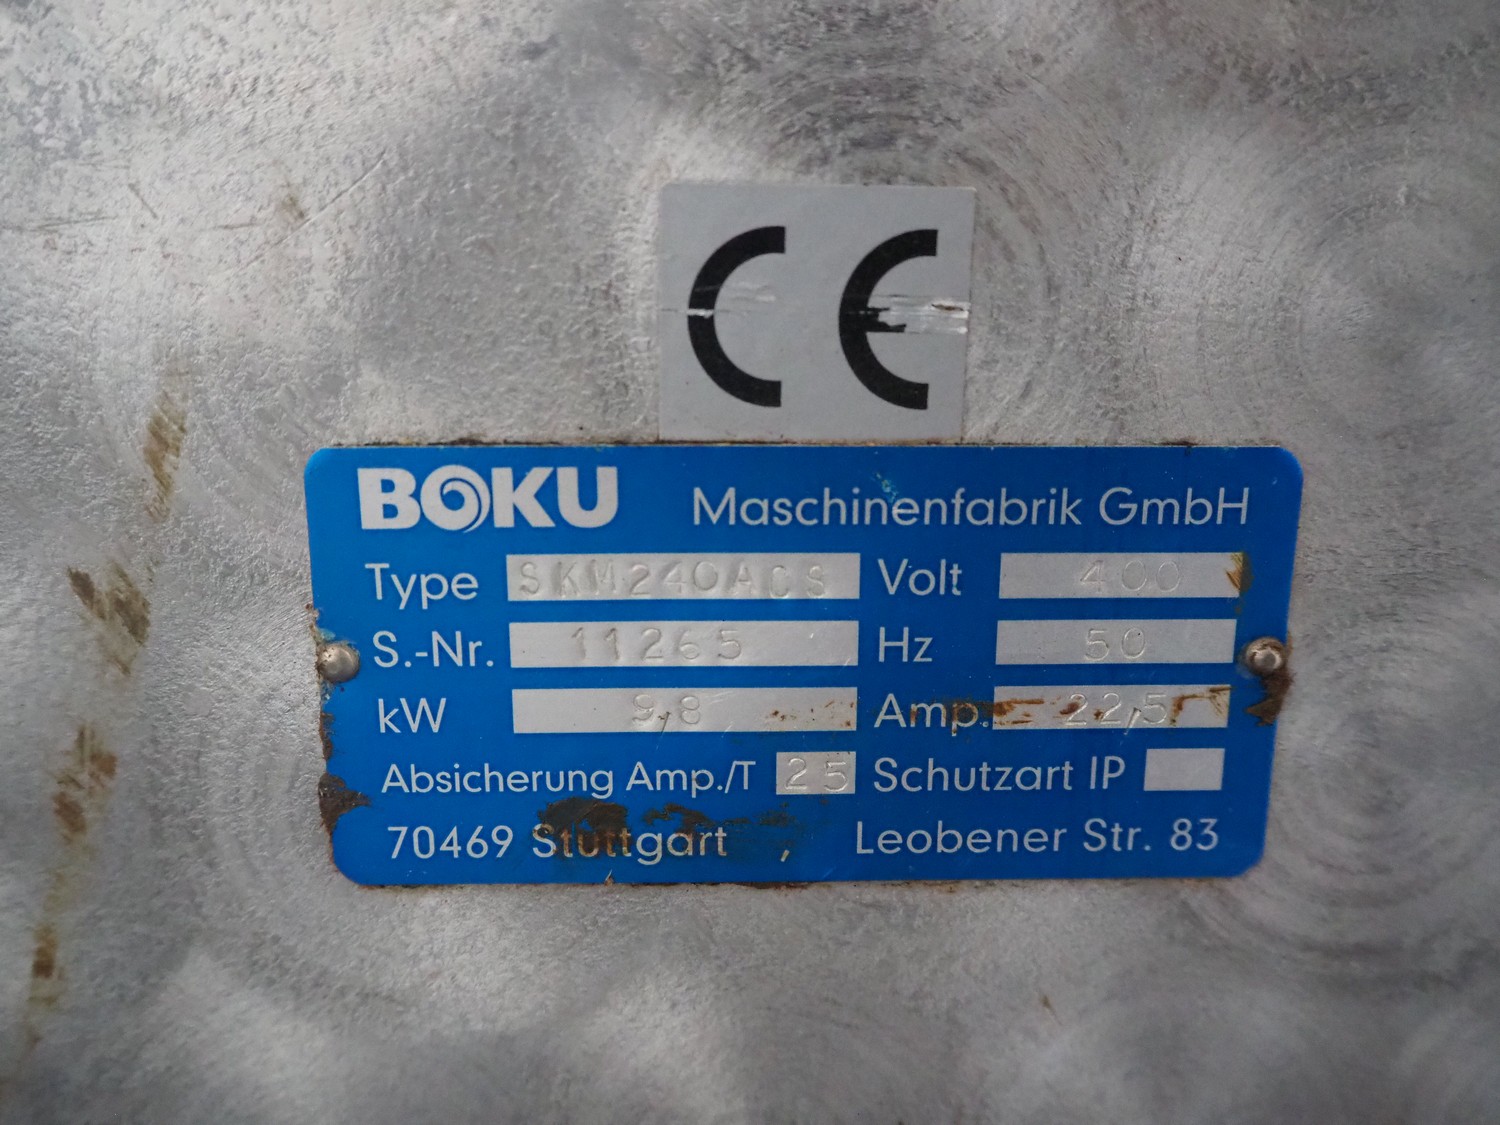 CE
BOKU Maschinenfabrik GmbH
Type SKM240ACS Volt 400
S.-Nr. 11265 Hz 50
kW 9,8 Amp. 22,5
Absicherung Amp./T 25 Schutzart IP
70469 Stuttgart , Leobener Str. 83